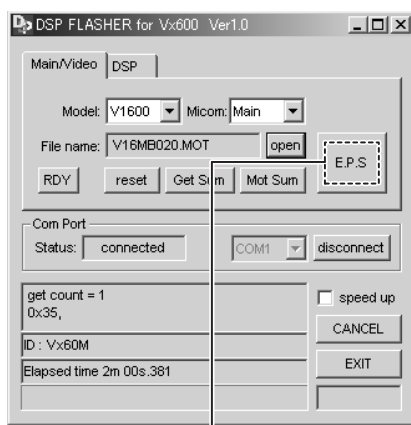 DSP FLASHER for Vx600 Ver1.0
Main/Video DSP
Model: V1600 Micom: Main
File name: V16MB020.MOT open
E.P.S
RDY reset Get Sum Mot Sum
Com Port
Status: connected COM1 disconnect
get count = 1
0x35,
speed up
CANCEL
ID : Vx60M
Elapsed time 2m 00s.381
EXIT